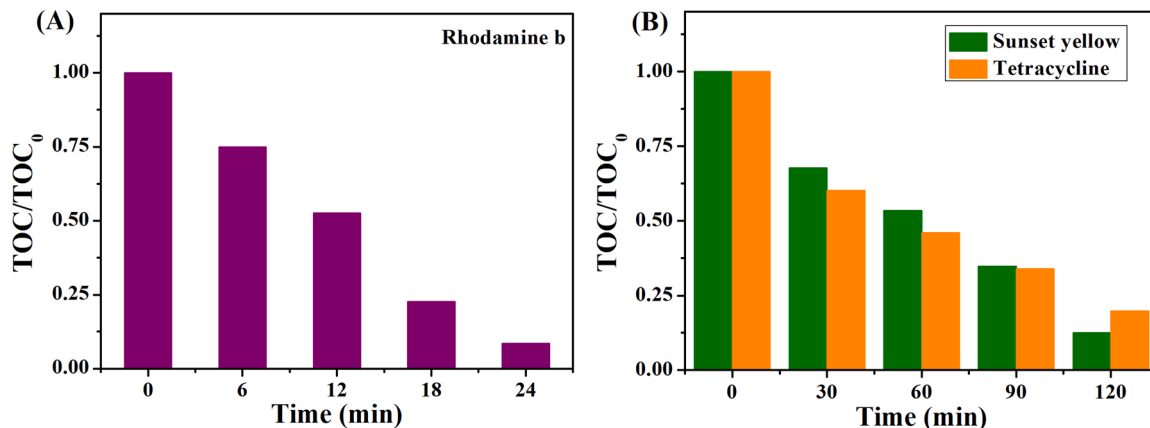 (A)
Rhodamine b
1.00
0.75
0.50
0.25
0.00
TOC/TOC₀
0 6 12 18 24
Time (min)
(B)
Sunset yellow
Tetracycline
1.00
0.75
0.50
0.25
0.00
TOC/TOC₀
0 30 60 90 120
Time (min)